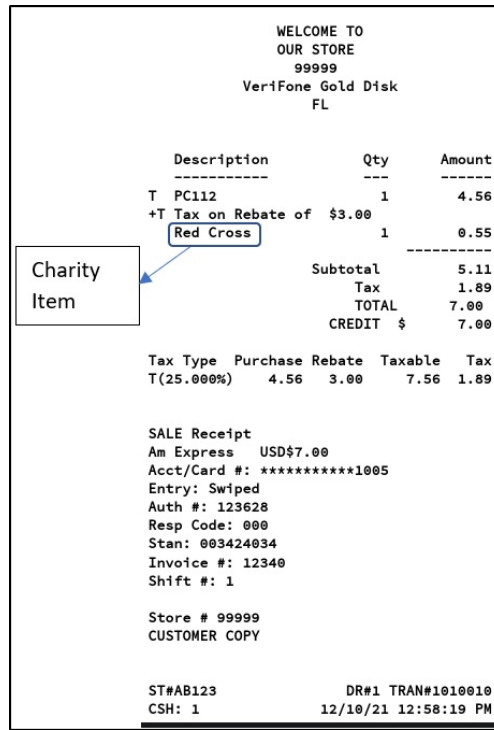 WELCOME TO
OUR STORE
99999
VeriFone Gold Disk
FL
Description Qty Amount
----------- --- ------
T PC112 1 4.56
+T Tax on Rebate of $3.00
Red Cross 1 0.55
----------
Charity
Item
Subtotal 5.11
Tax 1.89
TOTAL 7.00
CREDIT $ 7.00
Tax Type Purchase Rebate Taxable Tax
T(25.000%) 4.56 3.00 7.56 1.89
SALE Receipt
Am Express USD$7.00
Acct/Card #: ***********1005
Entry: Swiped
Auth #: 123628
Resp Code: 000
Stan: 003424034
Invoice #: 12340
Shift #: 1
Store # 99999
CUSTOMER COPY
ST#AB123 DR#1 TRAN#1010010
CSH: 1 12/10/21 12:58:19 PM